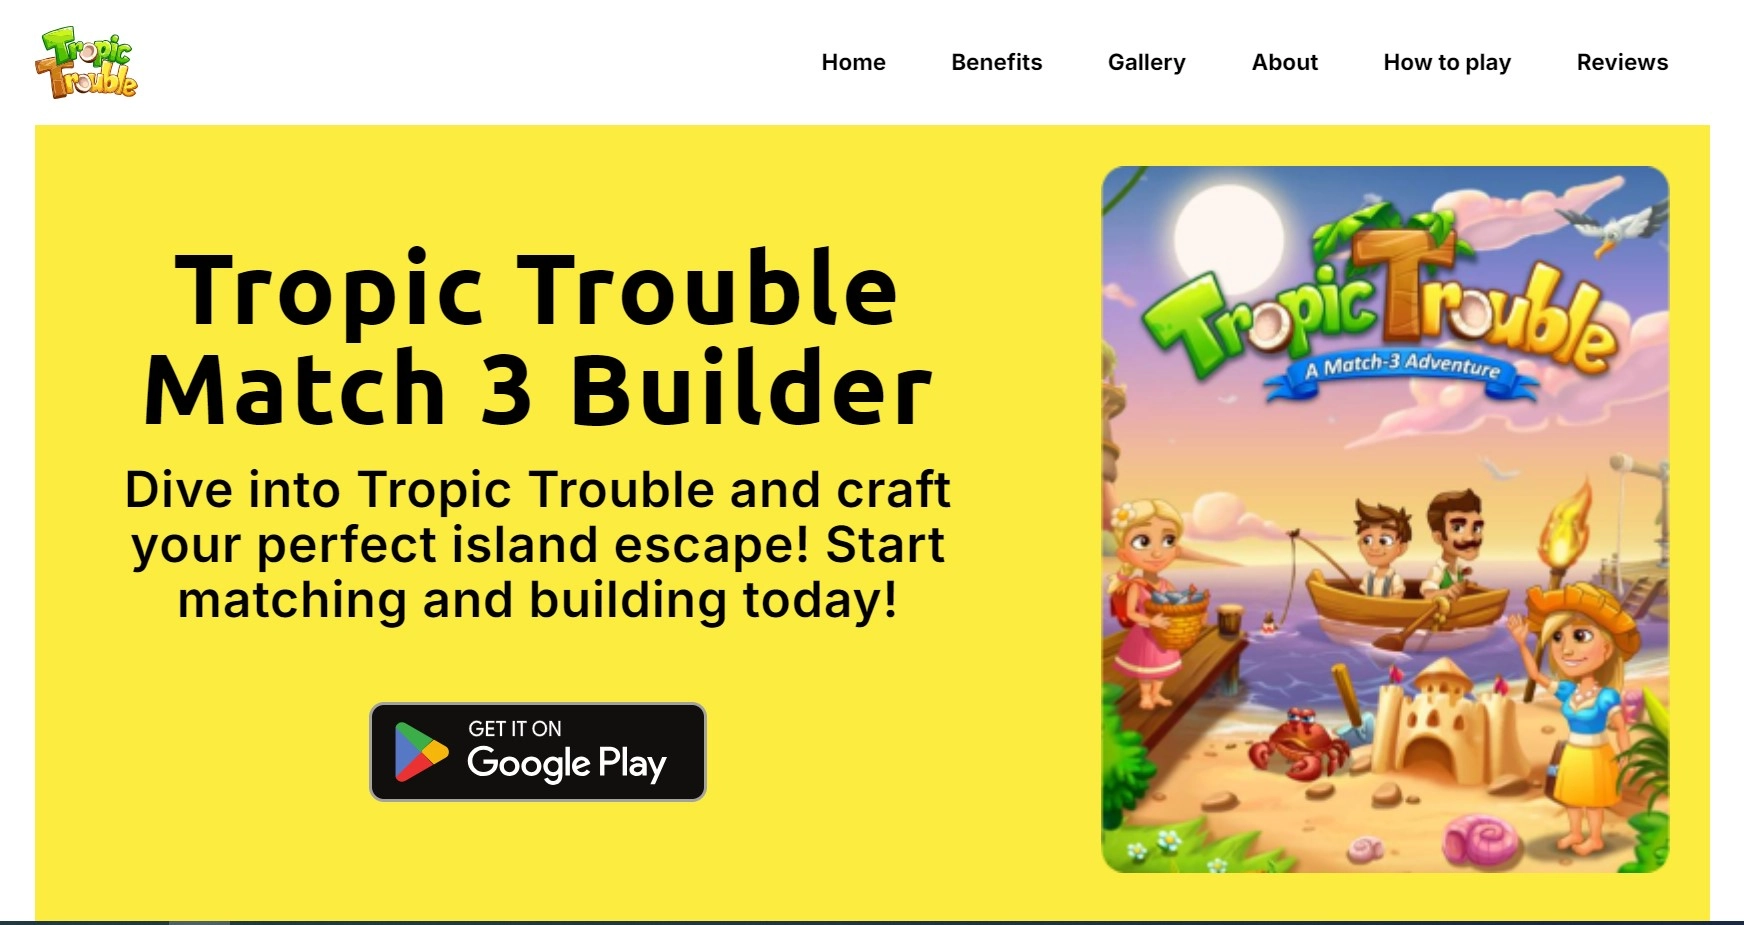 Tropic
Trouble
Home Benefits Gallery About How to play Reviews
Tropic Trouble
Match 3 Builder
Dive into Tropic Trouble and craft
your perfect island escape! Start
matching and building today!
GET IT ON
Google Play
Tropic Trouble
A Match-3 Adventure